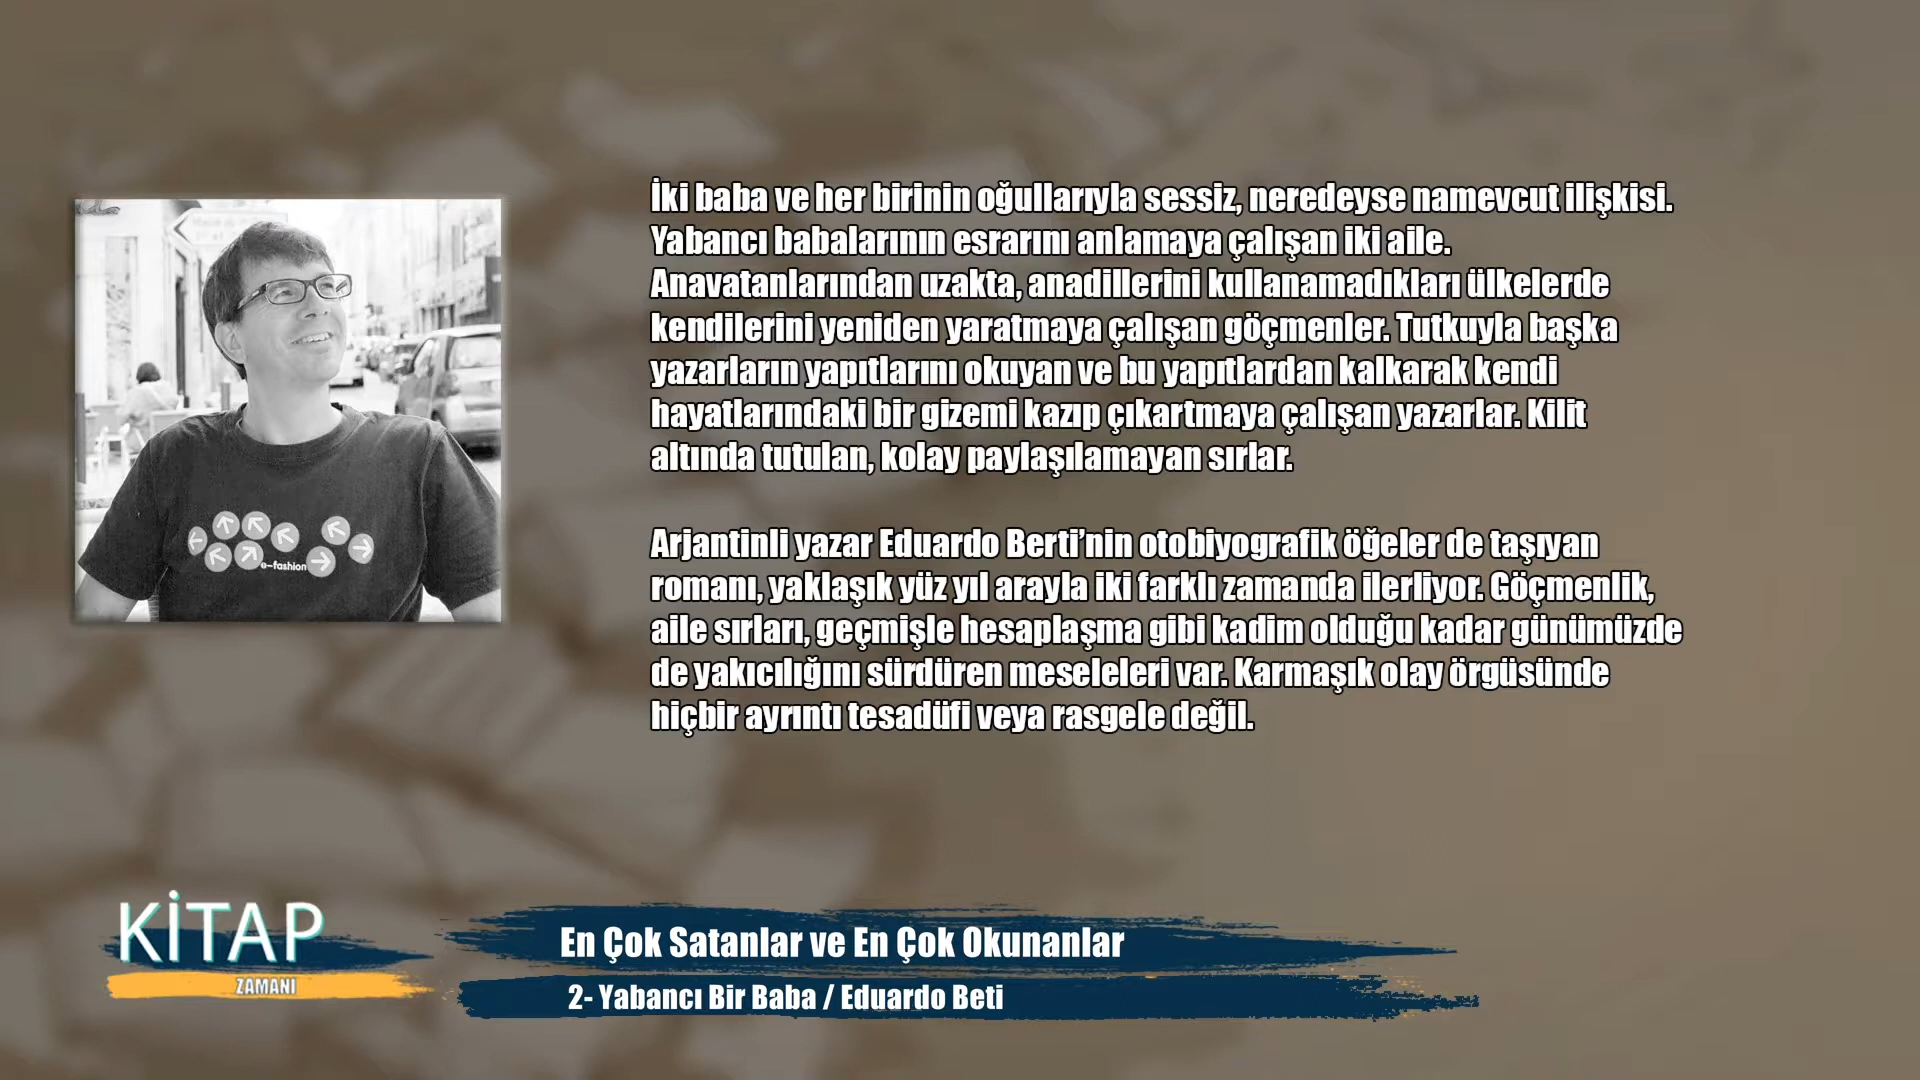 İki baba ve her birinin oğullarıyla sessiz, neredeyse namevcut ilişkisi.
Yabancı babalarının esrarını anlamaya çalışan iki aile.
Anavatanlarından uzakta, anadillerini kullanamadıkları ülkelerde
kendilerini yeniden yaratmaya çalışan göçmenler. Tutkuyla başka
yazarların yapıtlarını okuyan ve bu yapıtlardan kalkarak kendi
hayatlarındaki bir gizemi kazıp çıkartmaya çalışan yazarlar. Kilit
altında tutulan, kolay paylaşılamayan sırlar.
Arjantinli yazar Eduardo Berti’nin otobiyografik öğeler de taşıyan
romanı, yaklaşık yüz yıl arayla iki farklı zamanda ilerliyor. Göçmenlik,
aile sırları, geçmişle hesaplaşma gibi kadim olduğu kadar günümüzde
de yakıcılığını sürdüren meseleleri var. Karmaşık olay örgüsünde
hiçbir ayrıntı tesadüfi veya rasgele değil.
e-fashion
KİTAP
ZAMANI
En Çok Satanlar ve En Çok Okunanlar
2- Yabancı Bir Baba / Eduardo Beti